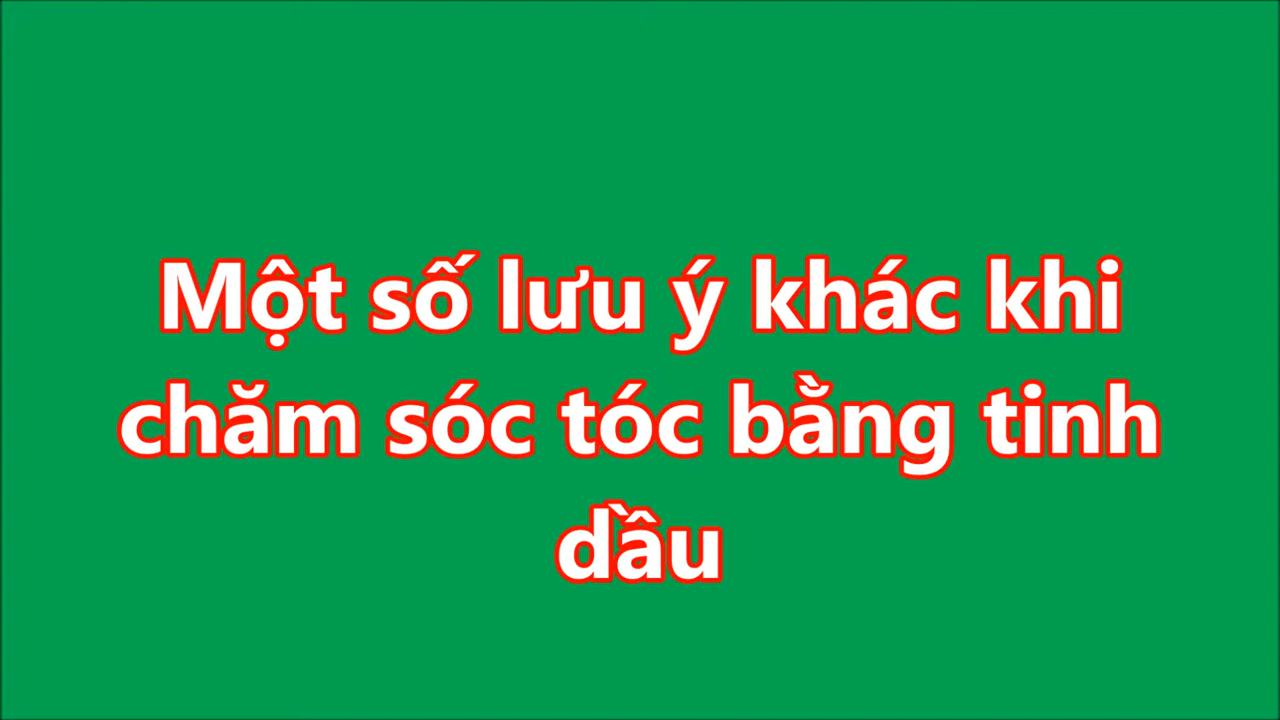 Một số lưu ý khác khi
chăm sóc tóc bằng tinh
dầu